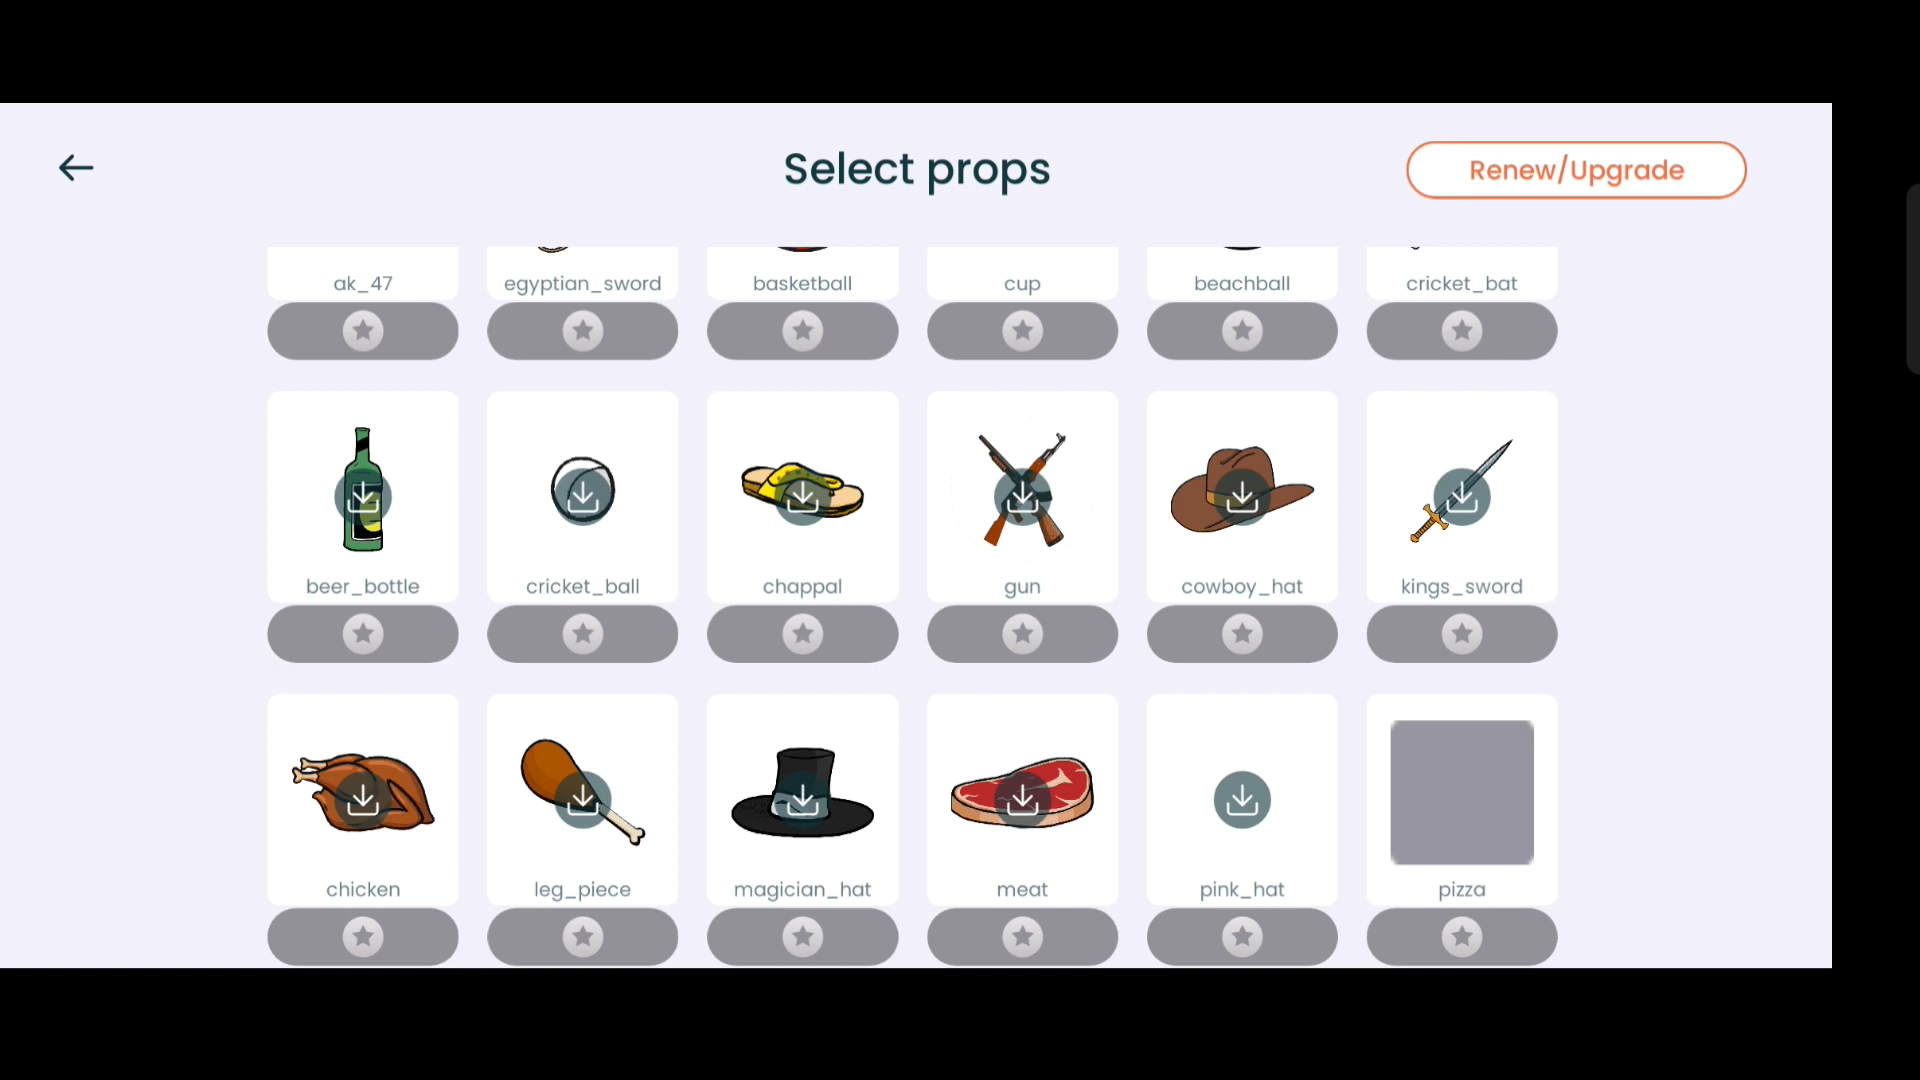 Select props
Renew/Upgrade
ak_47
egyptian_sword
basketball
cup
beachball
cricket_bat
beer_bottle
cricket_ball
chappal
gun
cowboy_hat
kings_sword
chicken
leg_piece
magician_hat
meat
pink_hat
pizza